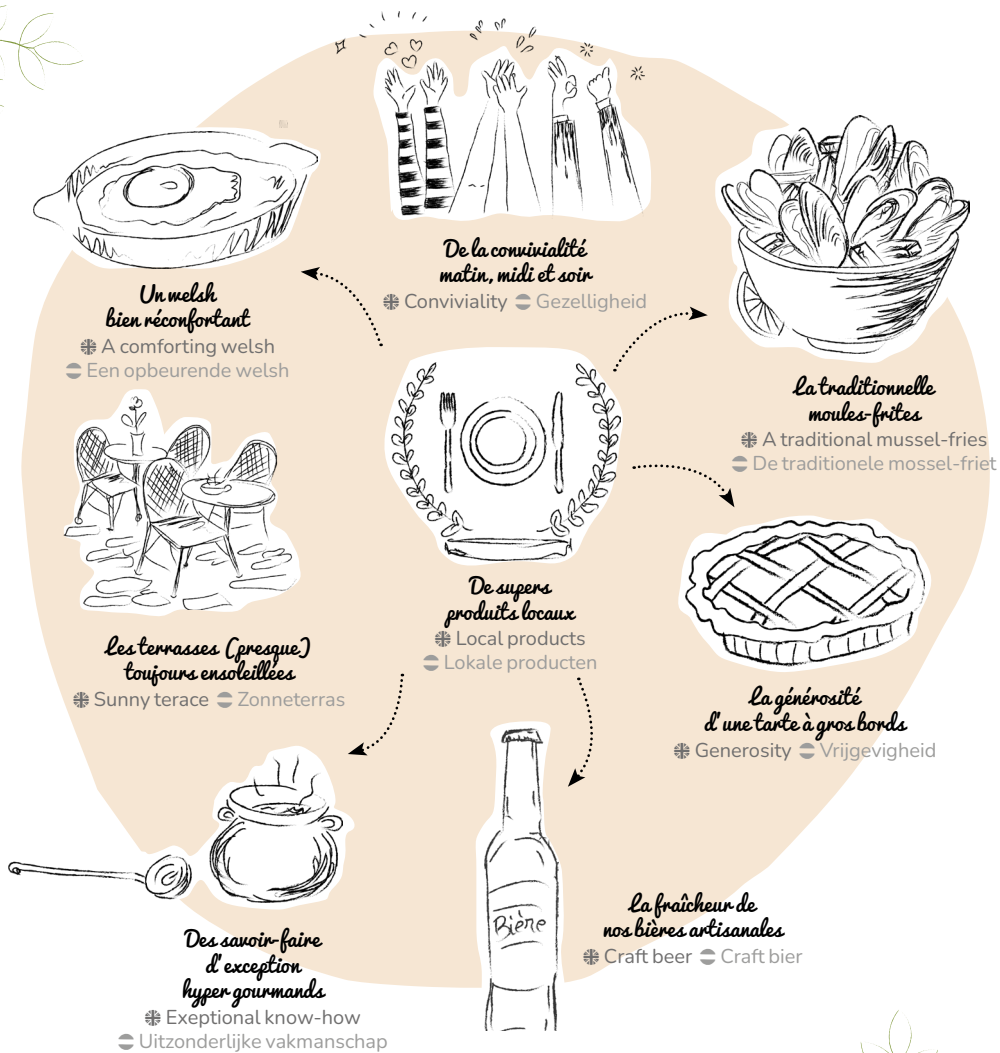 De la convivialité
matin, midi et soir
Conviviality Gezelligheid
Un welsh
bien réconfortant
A comforting welsh
Een opbeurende welsh
La traditionnelle
moules-frites
A traditional mussel-fries
De traditionele mossel-friet
De supers
produits locaux
Local products
Lokale producten
Les terrasses (presque)
toujours ensoleillées
Sunny terace Zonneterras
La générosité
d'une tarte à gros bords
Generosity Vrijgevigheid
Bière
La fraîcheur de
nos bières artisanales
Craft beer Craft bier
Des savoir-faire
d'exception
hyper gourmands
Exeptional know-how
Uitzonderlijke vakmanschap